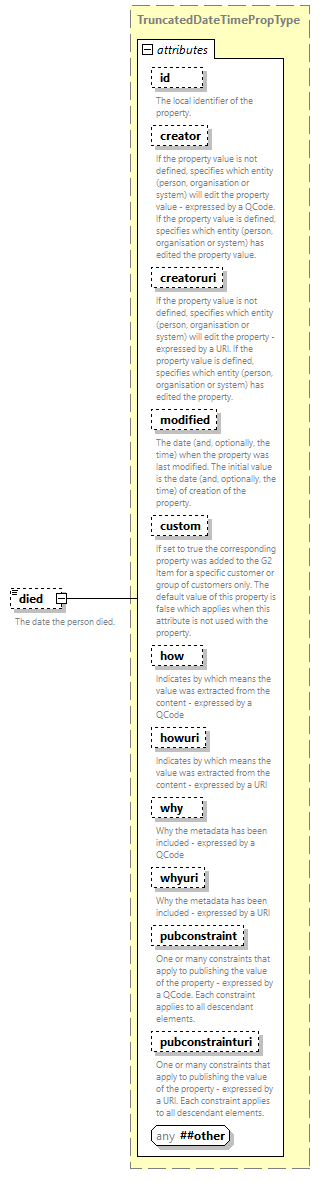 TruncatedDateTimePropType
attributes
id
The local identifier of the
property.
creator
If the property value is not
defined, specifies which entity
(person, organisation or
system) will edit the property
value - expressed by a QCode.
If the property value is defined,
specifies which entity (person,
organisation or system) has
edited the property value.
creatoruri
If the property value is not
defined, specifies which entity
(person, organisation or
system) will edit the property -
expressed by a URI. If the
property value is defined,
specifies which entity (person,
organisation or system) has
edited the property.
modified
The date (and, optionally, the
time) when the property was
last modified. The initial value
is the date (and, optionally, the
time) of creation of the
property.
custom
If set to true the corresponding
property was added to the G2
Item for a specific customer or
group of customers only. The
default value of this property is
false which applies when this
attribute is not used with the
property.
died
The date the person died.
how
Indicates by which means the
value was extracted from the
content - expressed by a
QCode
howuri
Indicates by which means the
value was extracted from the
content - expressed by a URI
why
Why the metadata has been
included - expressed by a
QCode
whyuri
Why the metadata has been
included - expressed by a URI
pubconstraint
One or many constraints that
apply to publishing the value
of the property - expressed by
a QCode. Each constraint
applies to all descendant
elements.
pubconstrainturi
One or many constraints that
apply to publishing the value
of the property - expressed by
a URI. Each constraint applies
to all descendant elements.
any ##other